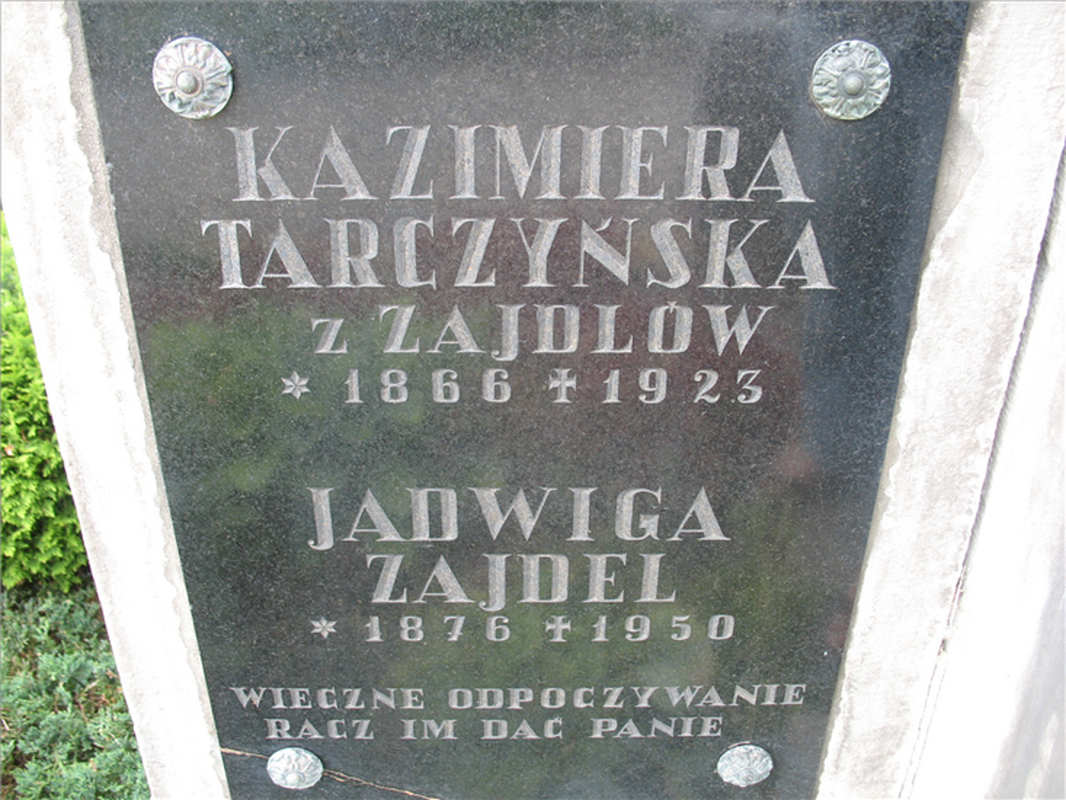 KAZIMIERA
TARCZYŃSKA
z ZAJDLÓW
* 1866 ✝ 1923
JADWIGA
ZAJDEL
* 1876 ✝ 1950
WIECZNE ODPOCZYWANIE
RACZ IM DAĆ PANIE